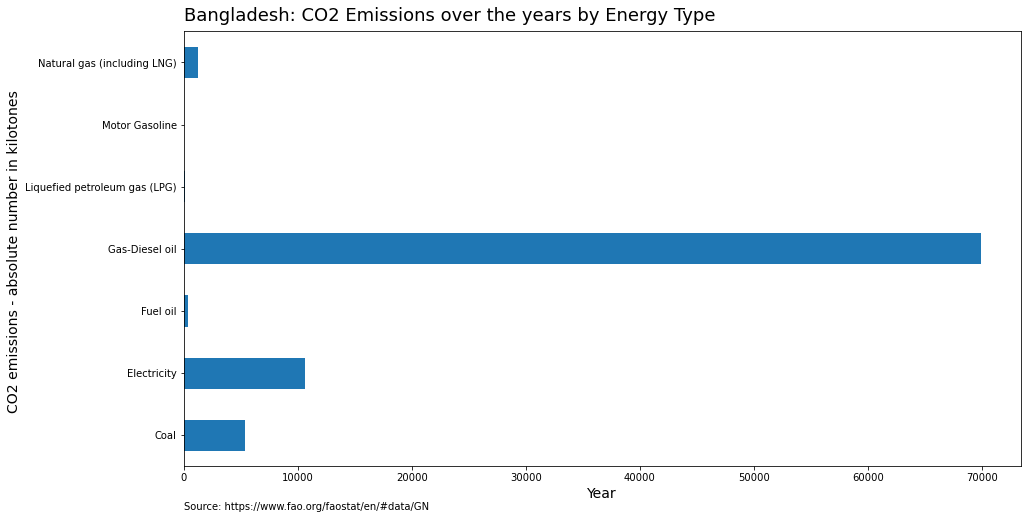 Bangladesh: CO2 Emissions over the years by Energy Type
Natural gas (including LNG)
Motor Gasoline
Liquefied petroleum gas (LPG)
Gas-Diesel oil
Fuel oil
Electricity
Coal
CO2 emissions - absolute number in kilotones
0 10000 20000 30000 40000 50000 60000 70000
Year
Source: https://www.fao.org/faostat/en/#data/GN